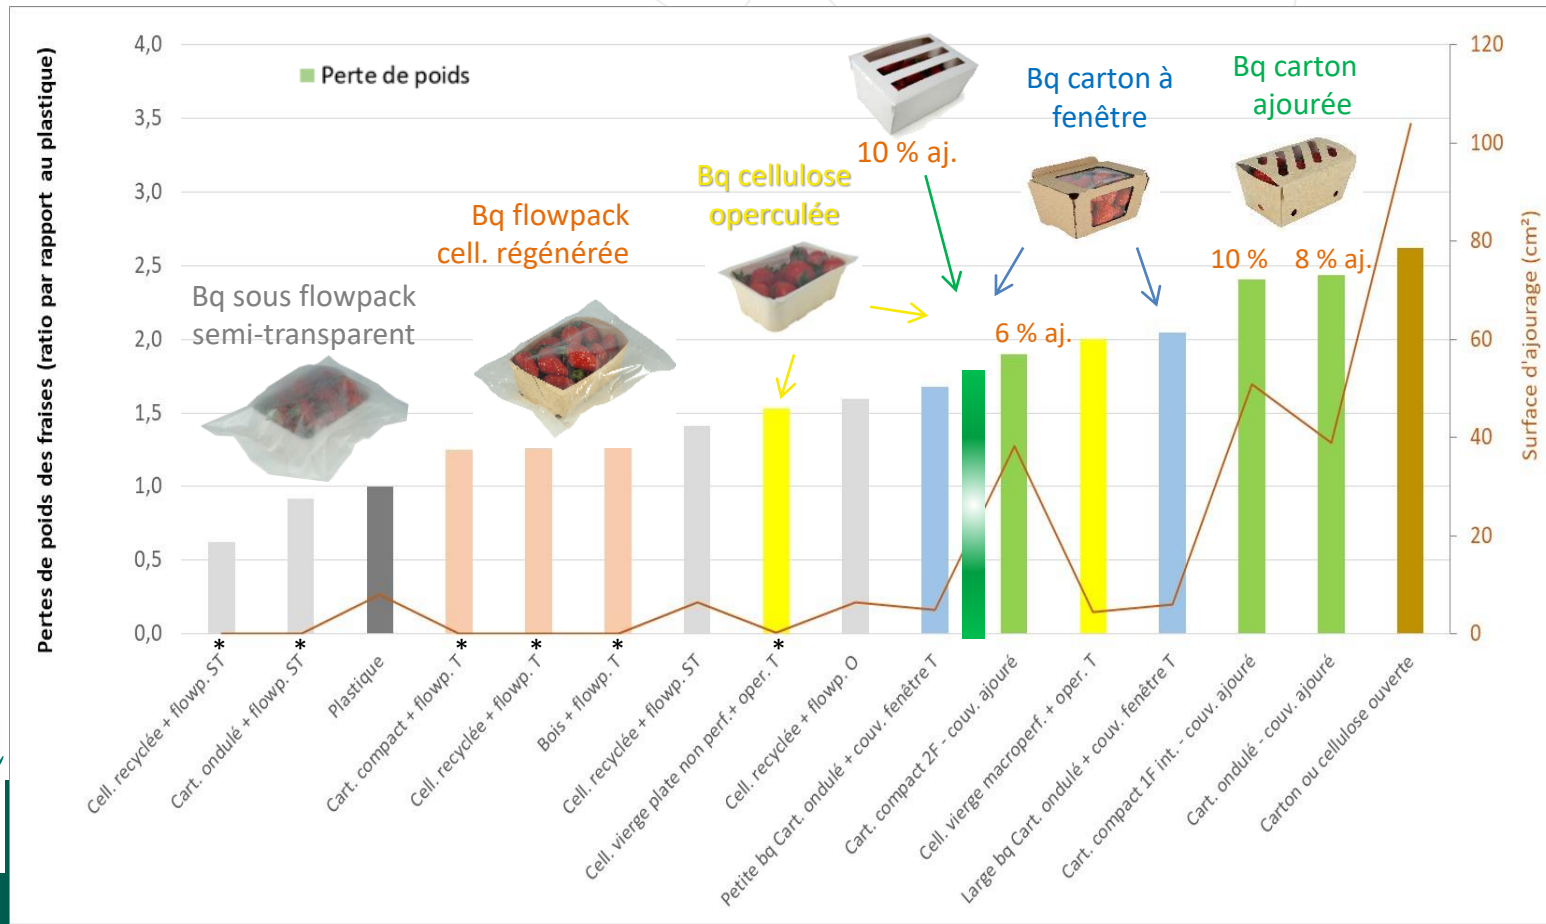 Pertes de poids des fraises (ratio par rapport au plastique)
4,0
3,5
3,0
2,5
2,0
1,5
1,0
0,5
0,0
Perte de poids
Bq sous flowpack
semi-transparent
Bq flowpack
cell. régénérée
Bq cellulose
operculée
10 % aj.
Bq carton à
fenêtre
Bq carton
ajourée
6 % aj.
10 %
8 % aj.
120
100
80
60
40
20
0
Surface d'ajourage (cm²)
* * * * * *
Cell. recyclée + flowp. ST
Cart. ondulé + flowp. ST
Plastique
Cart. compact + flowp. T
Cell. recyclée + flowp. T
Bois + flowp. T
Cell. recyclée + flowp. ST
Cell. vierge plate non perf.+ oper. T
Cell. recyclée + flowp. O
Petite bq Cart. ondulé + couv. fenêtre T
Cart. compact 2F - couv. ajouré
Cell. vierge macroperf. + oper. T
Large bq Cart. ondulé + couv. fenêtre T
Cart. compact 1F int. - couv. ajouré
Cart. ondulé - couv. ajouré
Carton ou cellulose ouverte